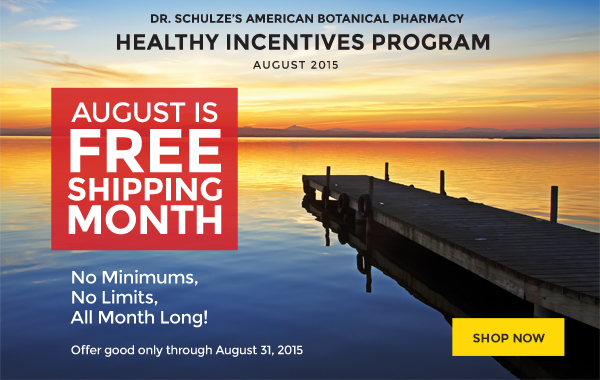 DR. SCHULZE'S AMERICAN BOTANICAL PHARMACY
HEALTHY INCENTIVES PROGRAM
AUGUST 2015
AUGUST IS
FREE
SHIPPING
MONTH
No Minimums,
No Limits,
All Month Long!
Offer good only through August 31, 2015
SHOP NOW